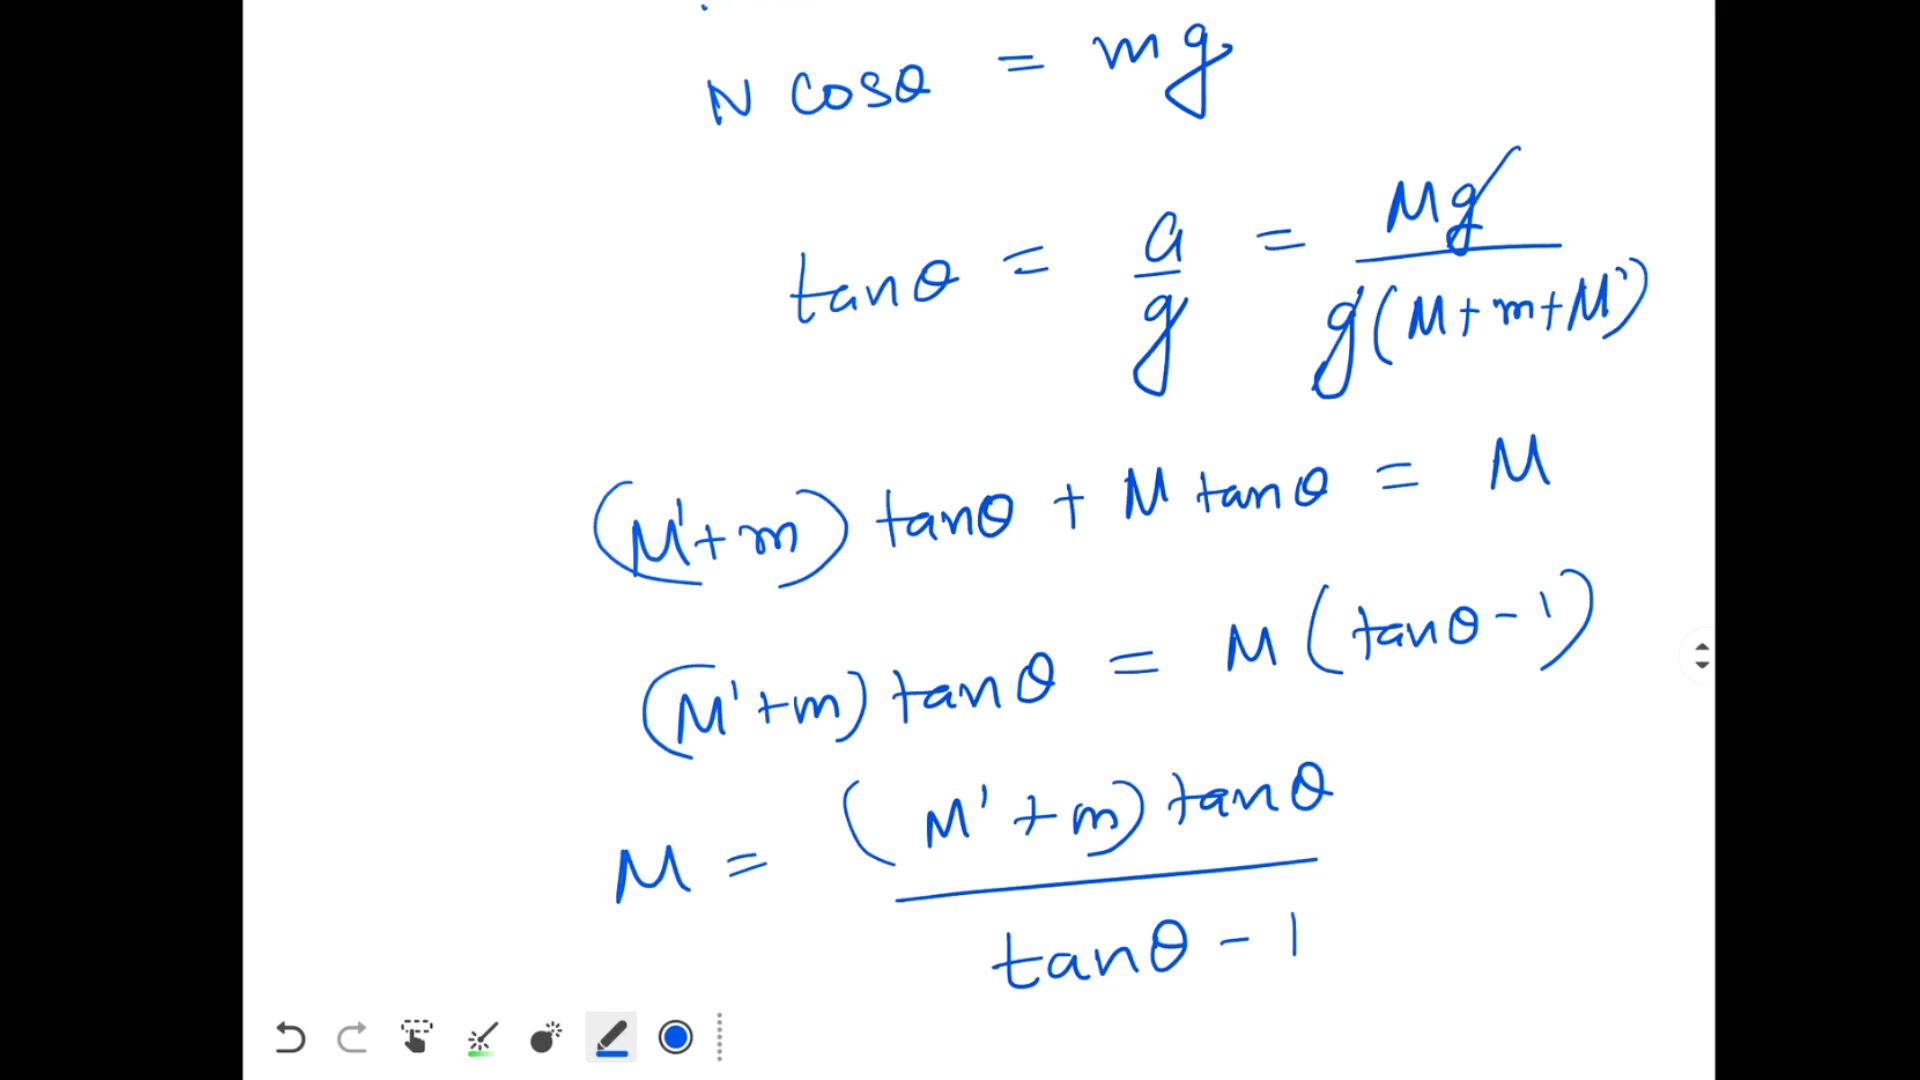 N cosθ = mg
tanθ = a/g = Mg/g(M+m+M')
(M'+m) tanθ + M tanθ = M
(M'+m) tanθ = M (tanθ-1)
M = (M'+m) tanθ / tanθ-1